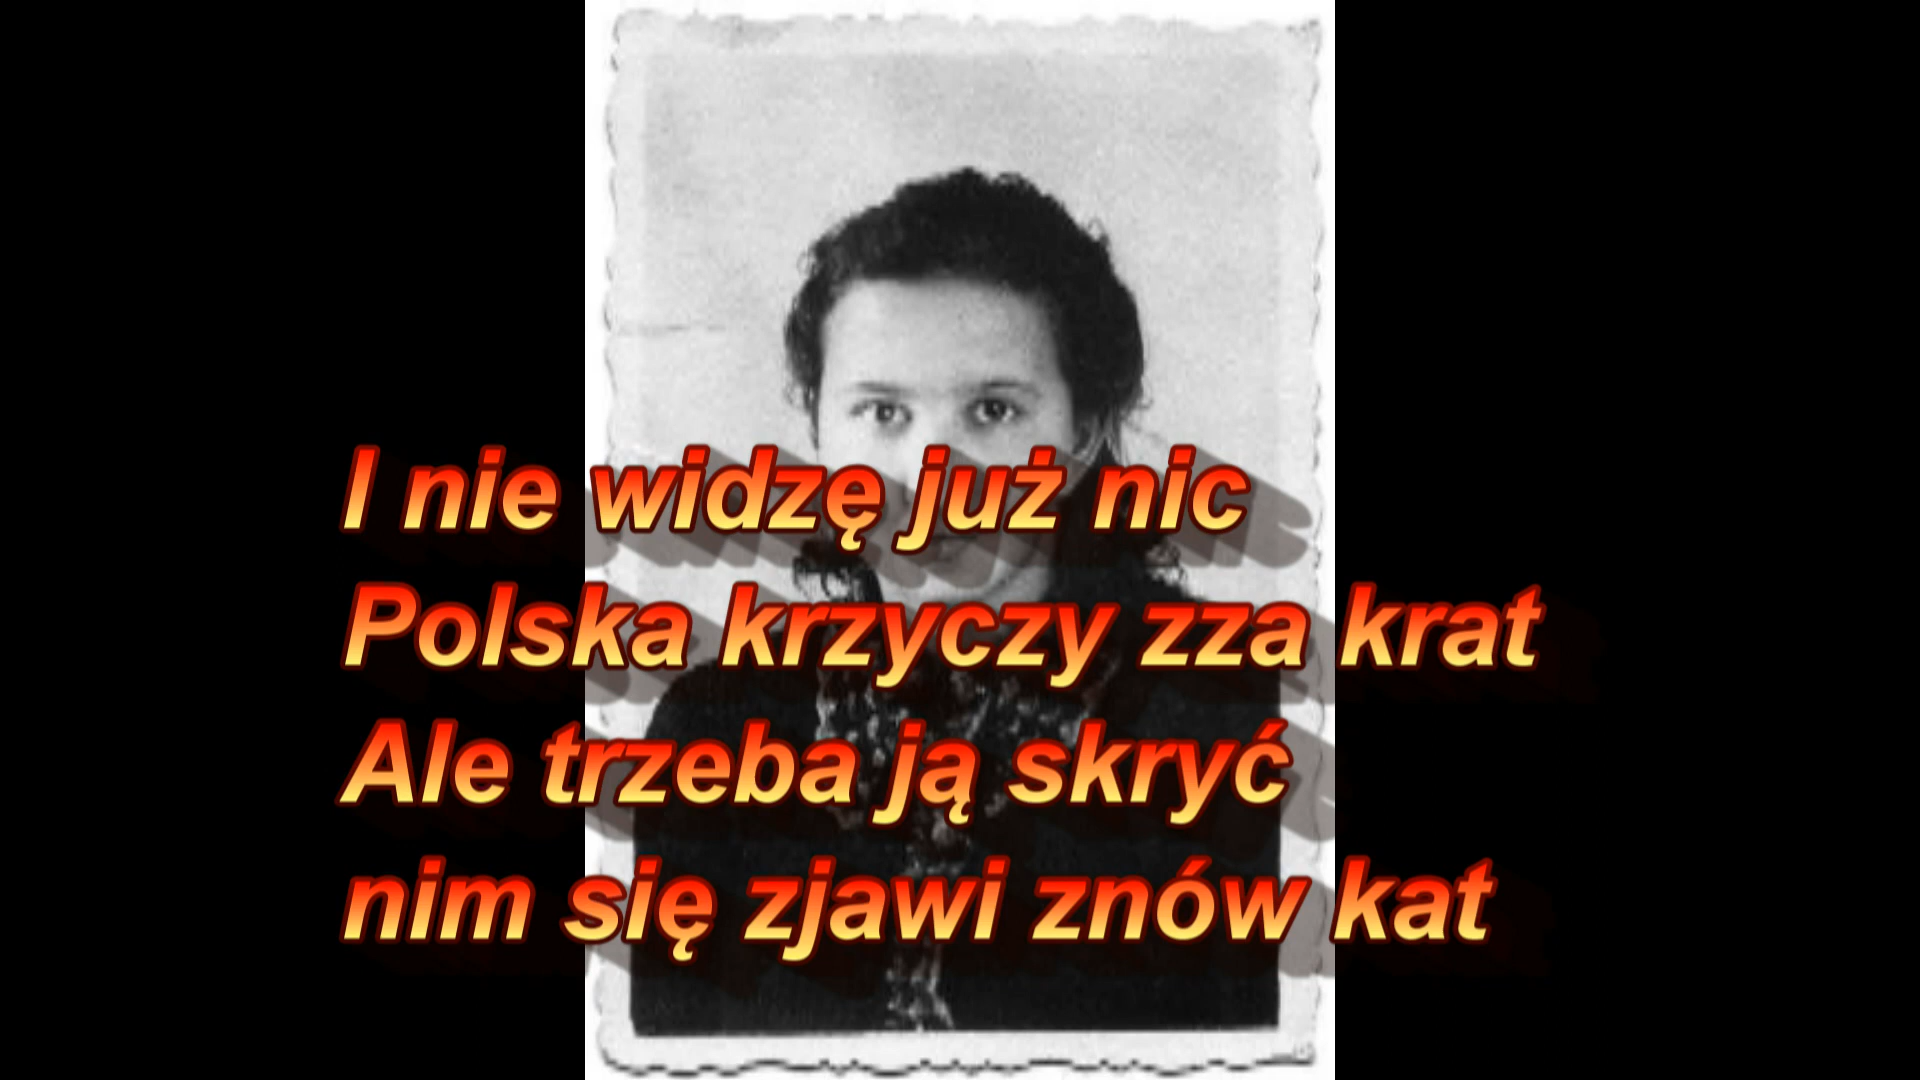 I nie widzę już nic
Polska krzyczy zza krat
Ale trzeba ją skryć
nim się zjawi znów kat